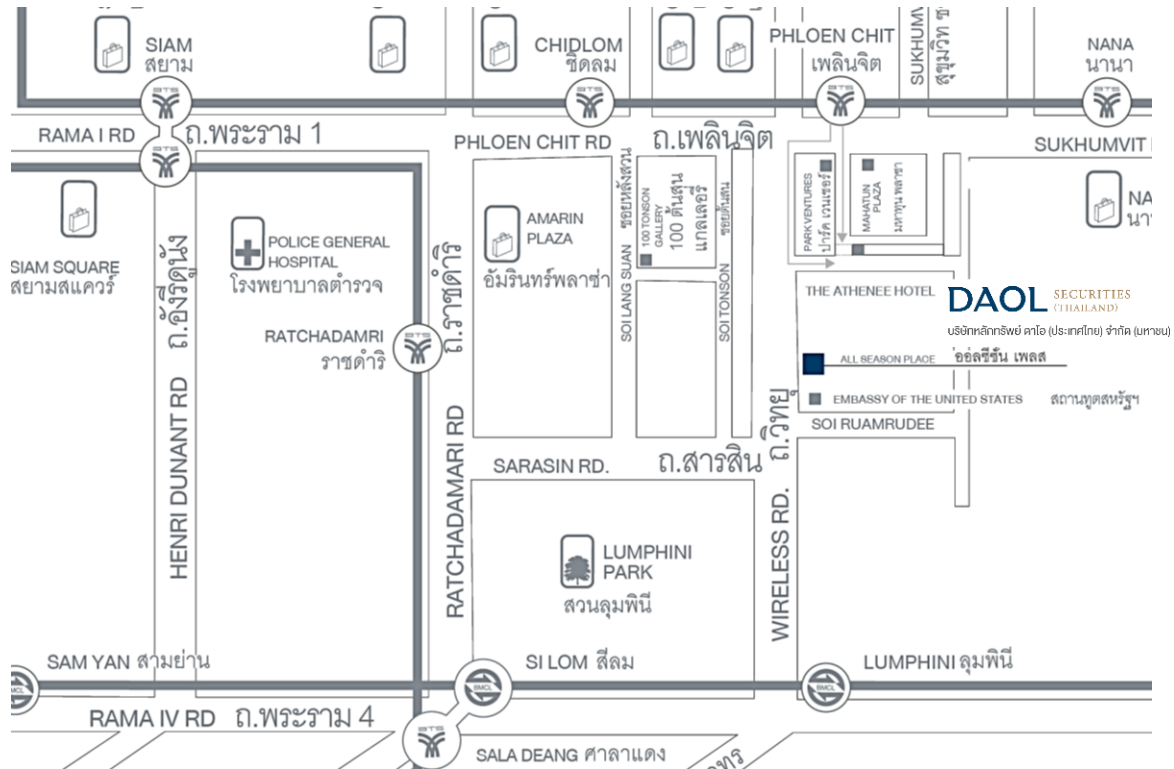 SIAM
สยาม
CHIDLOM
ชิดลม
PHLOEN CHIT
เพลินจิต
NANA
นานา
BTS
BTS
BTS
BTS
RAMA I RD ถ.พระราม 1
PHLOEN CHIT RD ถ.เพลินจิต
BTS
SIAM SQUARE
สยามสแควร์
ถ.อังรีดูนัง
HENRI DUNANT RD
POLICE GENERAL
HOSPITAL
โรงพยาบาลตำรวจ
RATCHADAMRI
ราชดำริ
BTS
ถ.ราชดำริ
RATCHADAMARI RD
AMARIN
PLAZA
อัมรินทร์พลาซ่า
SOI LANG SUAN ซอยหลังสวน
100 TONSON
GALLERY
100 ต้นสน
แกลเลอรี่
SOI TONSON ซอยต้นสน
PARK VENTURES
ปาร์ค เวนเชอร์
MAHATUN
PLAZA
มหาทุน พลาซา
THE ATHENEE HOTEL
DAOL SECURITIES
(THAILAND)
บริษัทหลักทรัพย์ ดาโอ (ประเทศไทย) จำกัด (มหาชน)
ALL SEASON PLACE ออลซีซั่น เพลส
EMBASSY OF THE UNITED STATES สถานทูตสหรัฐฯ
SOI RUAMRUDEE
SARASIN RD. ถ.สารสิน
WIRELESS RD. ถ.วิทยุ
LUMPHINI
PARK
สวนลุมพินี
SAM YAN สามย่าน
SI LOM สีลม
LUMPHINI ลุมพินี
BMCL
BMCL
BMCL
RAMA IV RD ถ.พระราม 4
BTS
SALA DEANG ศาลาแดง